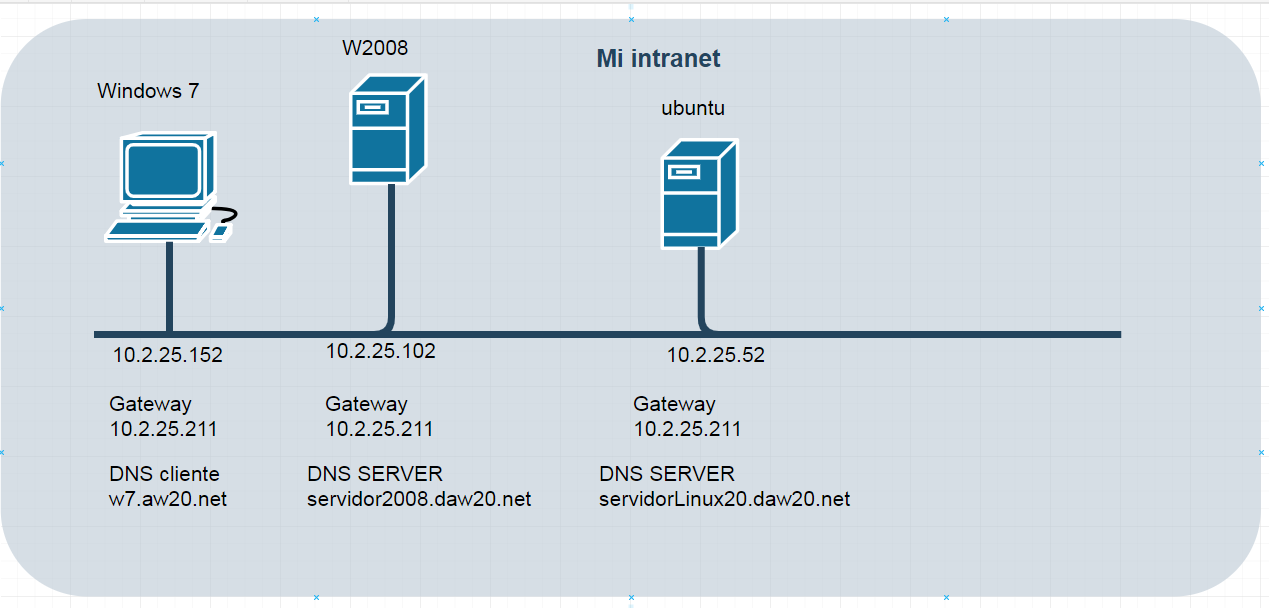 Mi intranet
Windows 7
W2008
ubuntu
10.2.25.152
Gateway
10.2.25.211
DNS cliente
w7.aw20.net
10.2.25.102
Gateway
10.2.25.211
DNS SERVER
servidor2008.daw20.net
10.2.25.52
Gateway
10.2.25.211
DNS SERVER
servidorLinux20.daw20.net